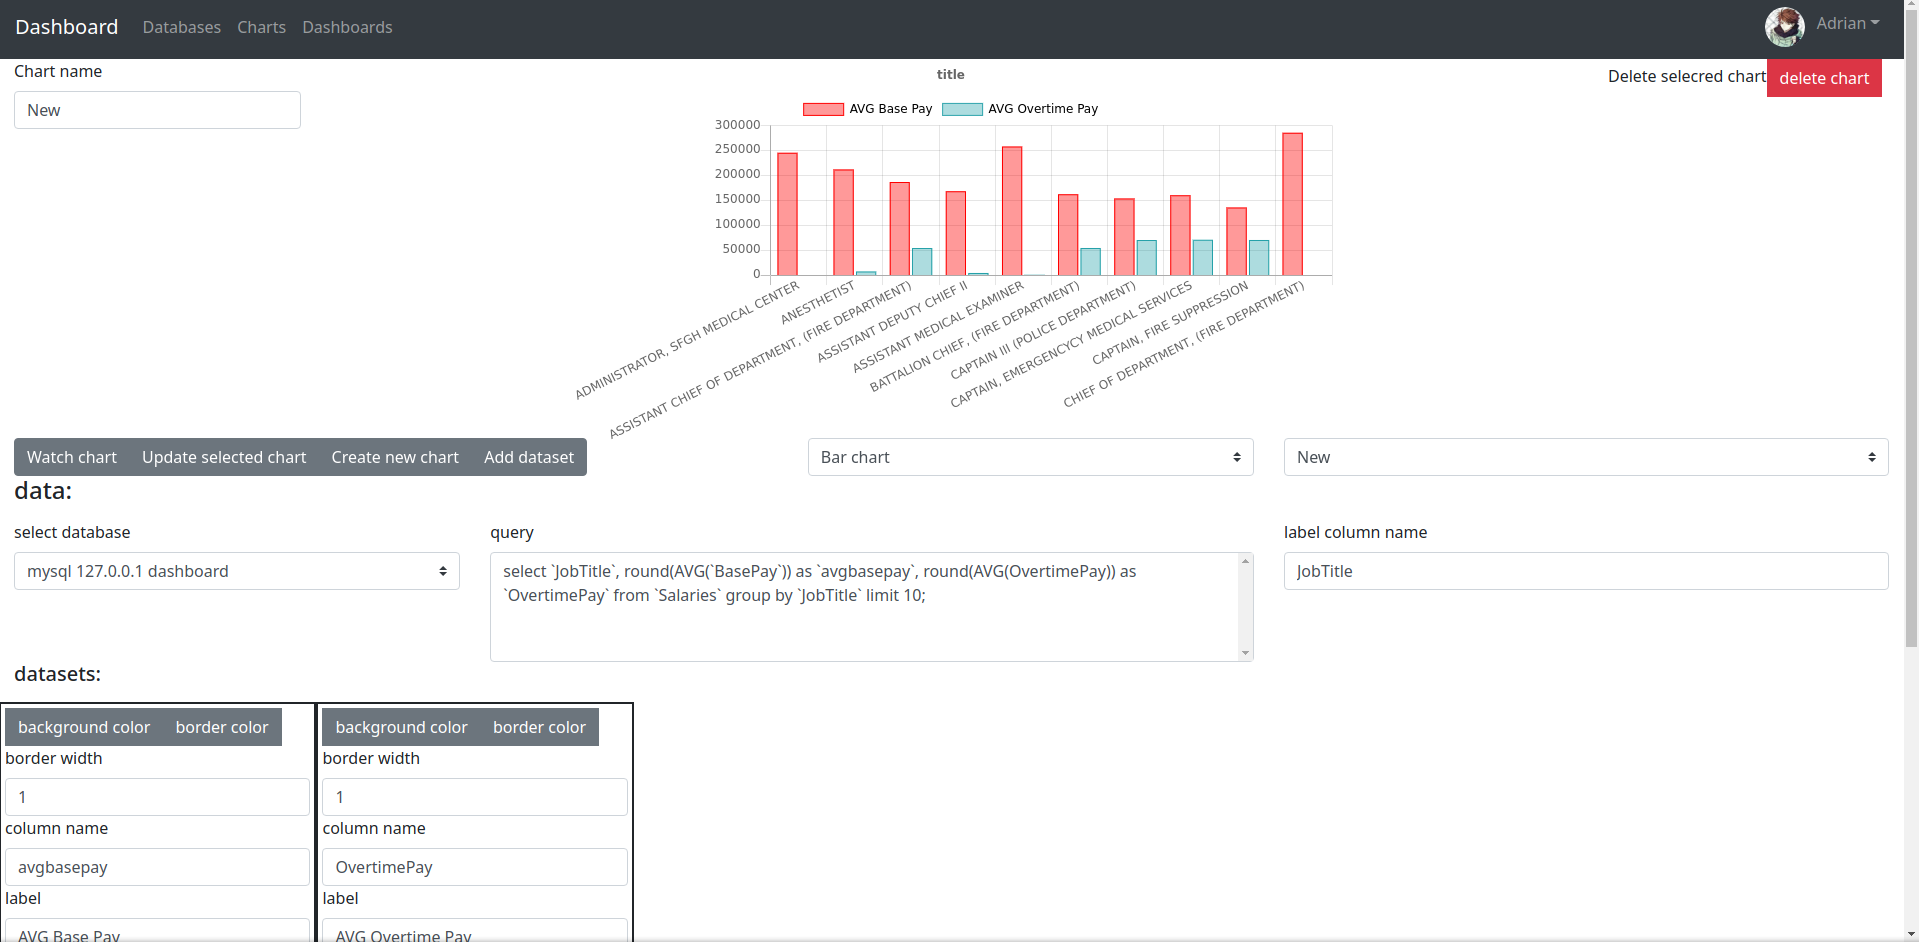 Dashboard Databases Charts Dashboards Adrian
Chart name
New
title
Delete selecred chart delete chart
AVG Base Pay AVG Overtime Pay
300000
250000
200000
150000
100000
50000
0
ADMINISTRATOR, SFGH MEDICAL CENTER
ANESTHETIST
ASSISTANT CHIEF OF DEPARTMENT, (FIRE DEPARTMENT)
ASSISTANT DEPUTY CHIEF II
ASSISTANT MEDICAL EXAMINER
BATTALION CHIEF, (FIRE DEPARTMENT)
CAPTAIN III (POLICE DEPARTMENT)
CAPTAIN, EMERGENCYCY MEDICAL SERVICES
CAPTAIN, FIRE SUPPRESSION
CHIEF OF DEPARTMENT, (FIRE DEPARTMENT)
Watch chart Update selected chart Create new chart Add dataset
Bar chart
New
data:
select database
mysql 127.0.0.1 dashboard
query
select `JobTitle`, round(AVG(`BasePay`)) as `avgbasepay`, round(AVG(OvertimePay)) as
`OvertimePay` from `Salaries` group by `JobTitle` limit 10;
label column name
JobTitle
datasets:
background color border color
border width
1
column name
avgbasepay
label
AVG Base Pay
background color border color
border width
1
column name
OvertimePay
label
AVG Overtime Pay